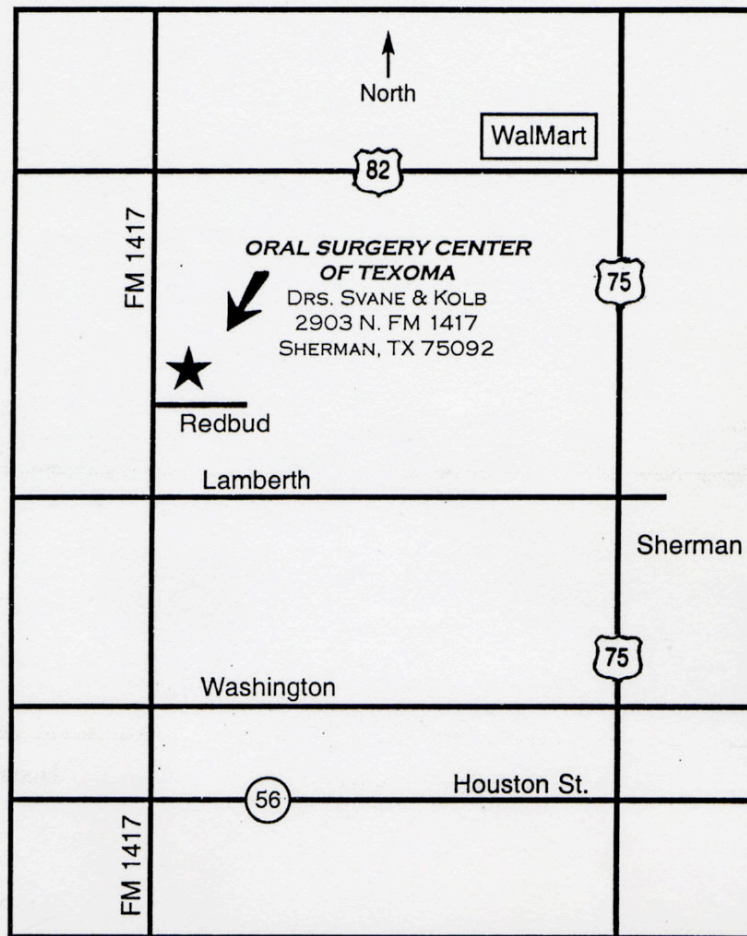 North
WalMart
82
FM 1417
ORAL SURGERY CENTER
OF TEXOMA
DRS. SVANE & KOLB
2903 N. FM 1417
SHERMAN, TX 75092
75
Redbud
Lamberth
Sherman
75
Washington
Houston St.
56
FM 1417